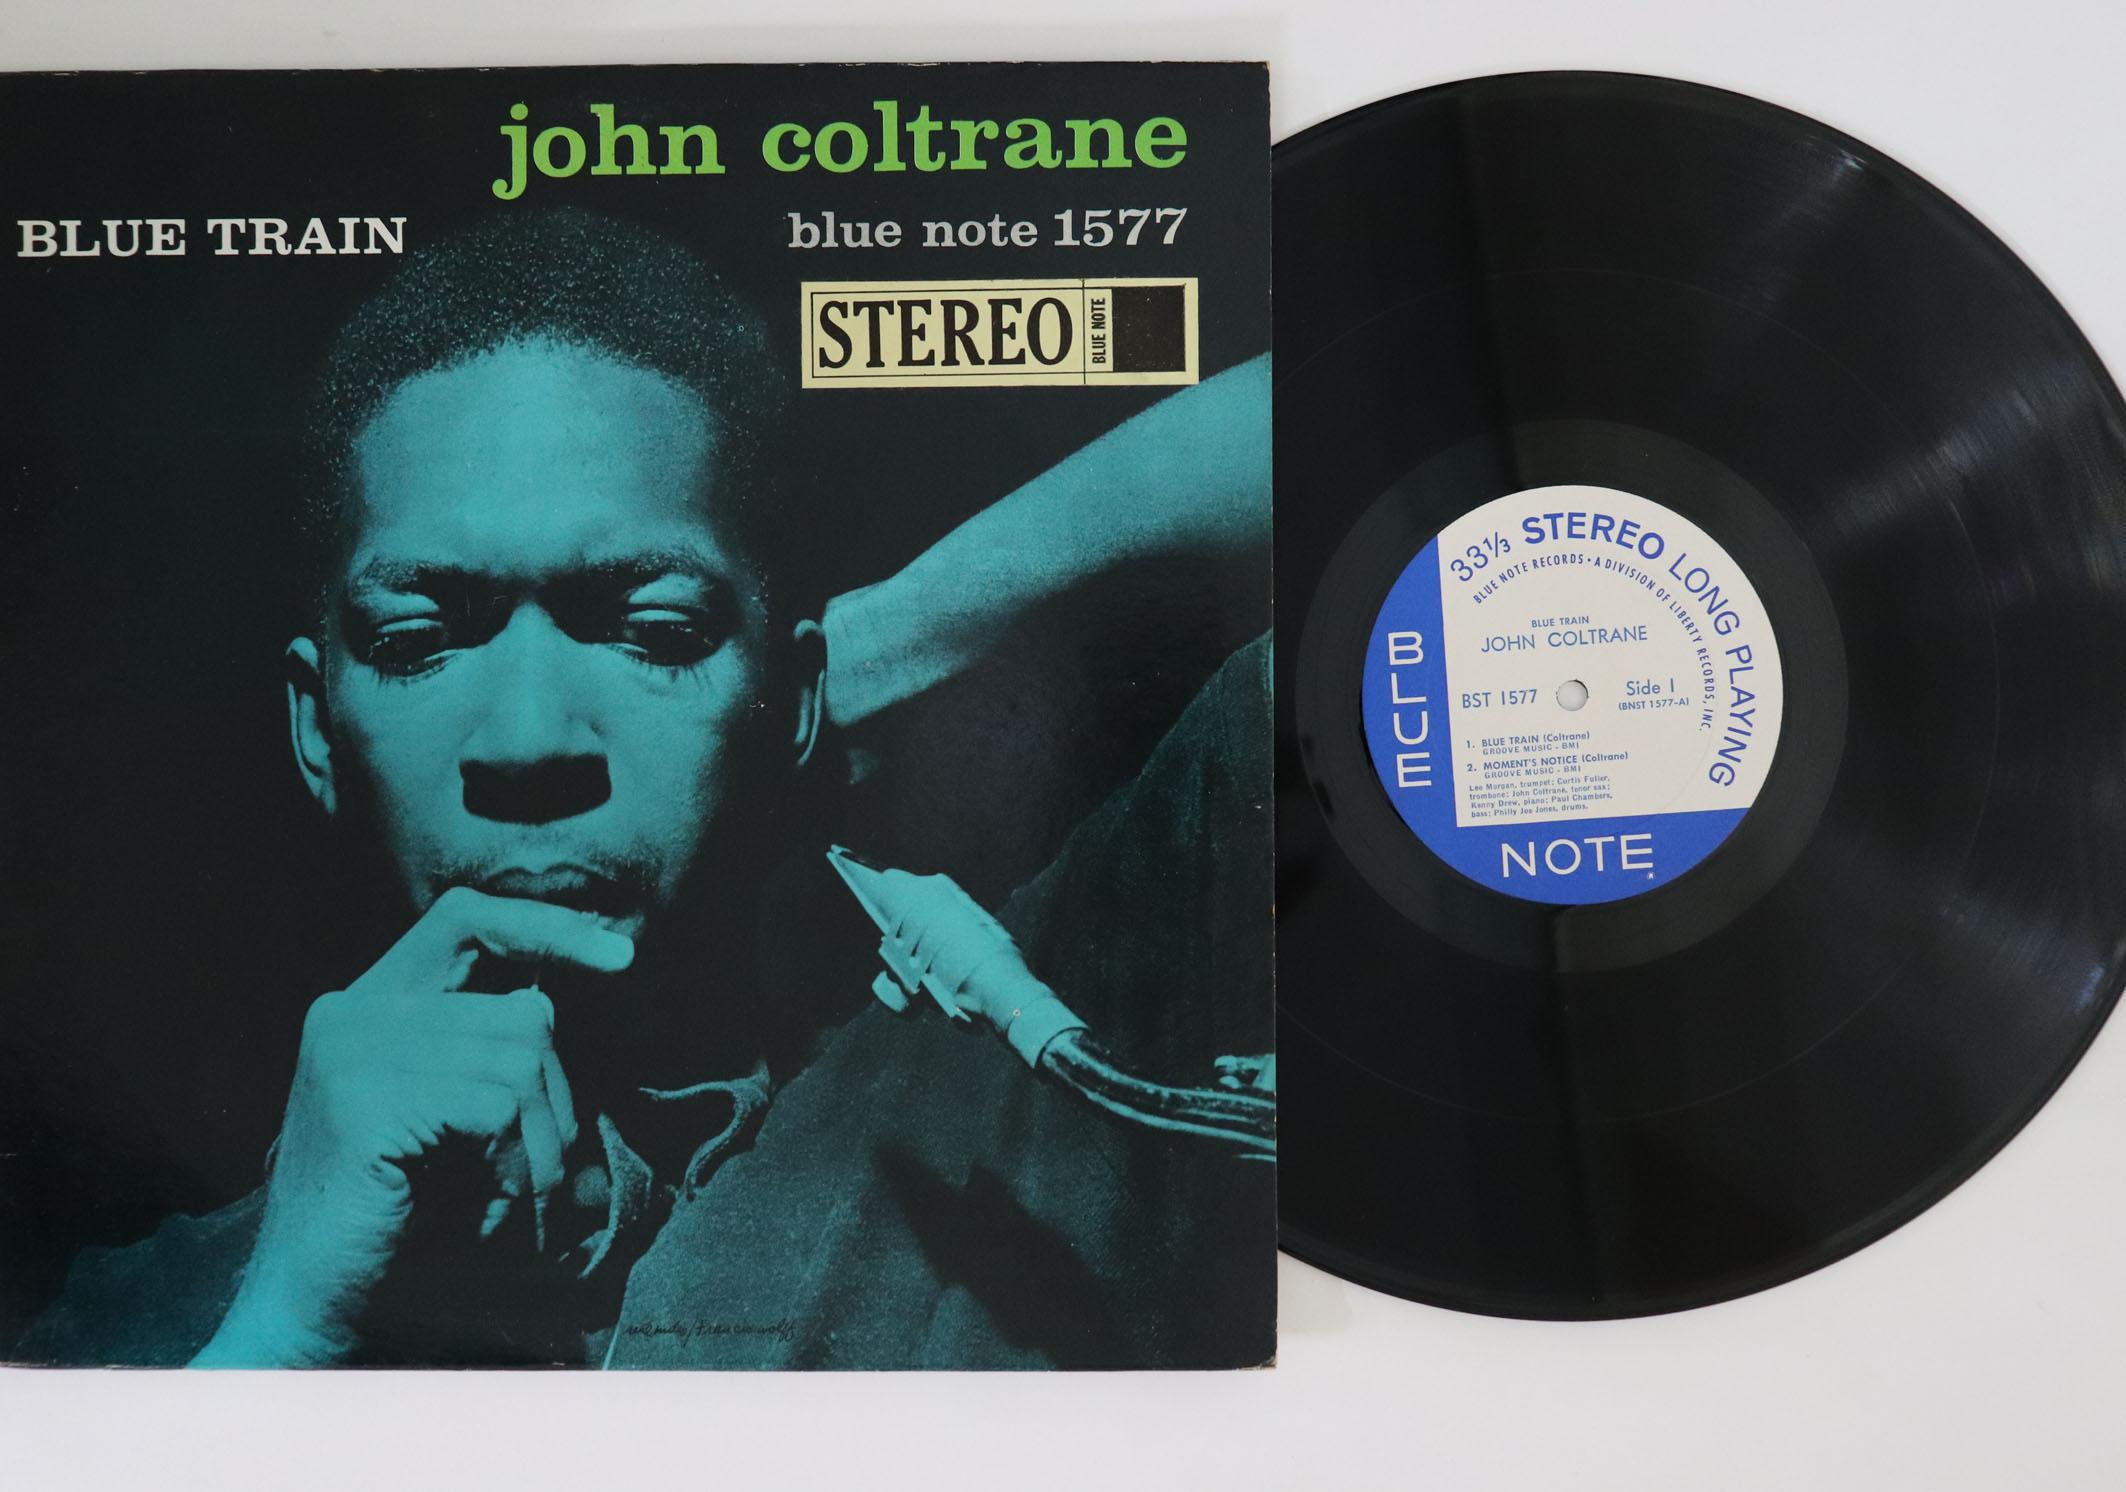 john coltrane
BLUE TRAIN
blue note 1577
STEREO
BLUE NOTE
33⅓ STEREO LONG PLAYING
BLUE NOTE RECORDS • A DIVISION OF LIBERTY RECORDS, INC.
BLUE TRAIN
JOHN COLTRANE
BST 1577
Side 1
(BNST 1577-A)
1. BLUE TRAIN (Coltrane)
GROOVE MUSIC - BMI
2. MOMENT'S NOTICE (Coltrane)
GROOVE MUSIC - BMI
Lee Morgan, trumpet; Curtis Fuller,
trombone; John Coltrane, tenor sax;
Kenny Drew, piano; Paul Chambers,
bass; Philly Joe Jones, drums.
BLUE
NOTE